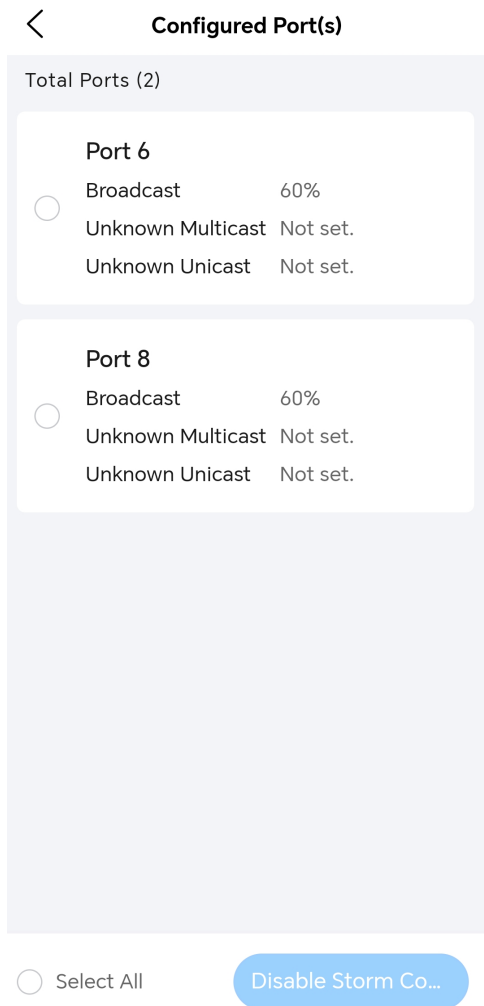 Configured Port(s)
Total Ports (2)
Port 6
Broadcast 60%
Unknown Multicast Not set.
Unknown Unicast Not set.
Port 8
Broadcast 60%
Unknown Multicast Not set.
Unknown Unicast Not set.
Select All Disable Storm Co...